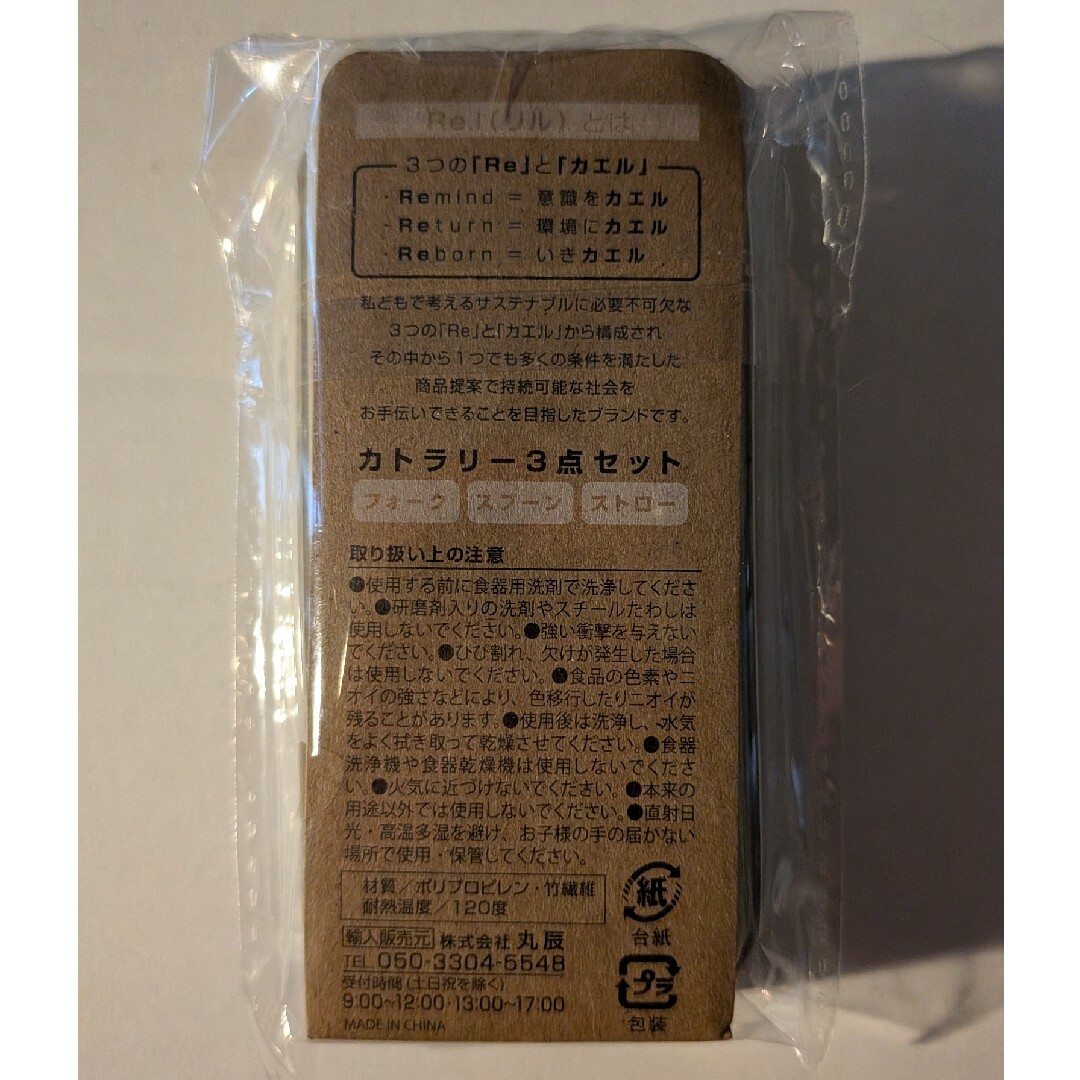 Re.l（リル）とは
3つの「Re」と「カエル」
・Remind = 意識をカエル
・Return = 環境にカエル
・Reborn = いきカエル
私どもで考えるサステナブルに必要不可欠な
3つの「Re」と「カエル」から構成され
その中から1つでも多くの条件を満たした
商品提案で持続可能な社会を
お手伝いできることを目指したブランドです。
カトラリー3点セット
フォーク スプーン ストロー
取り扱い上の注意
●使用する前に食器用洗剤で洗浄してくださ
い。●研磨剤入りの洗剤やスチールたわしは
使用しないでください。●強い衝撃を与えない
でください。●ひび割れ、欠けが発生した場合
は使用しないでください。●食品の色素やニ
オイの強さなどにより、色移行したりニオイが
残ることがあります。●使用後は洗浄し、水気
をよく拭き取って乾燥させてください。●食器
洗浄機や食器乾燥機は使用しないでくださ
い。●火気に近づけないでください。●本来の
用途以外では使用しないでください。●直射日
光・高温多湿を避け、お子様の手の届かない
場所で使用・保管してください。
材質／ポリプロピレン・竹繊維
耐熱温度／120度
輸入販売元 株式会社 丸辰
TEL 050-3304-5548
受付時間（土日祝を除く）
9:00~12:00・13:00~17:00
MADE IN CHINA
紙
台紙
プラ
包装